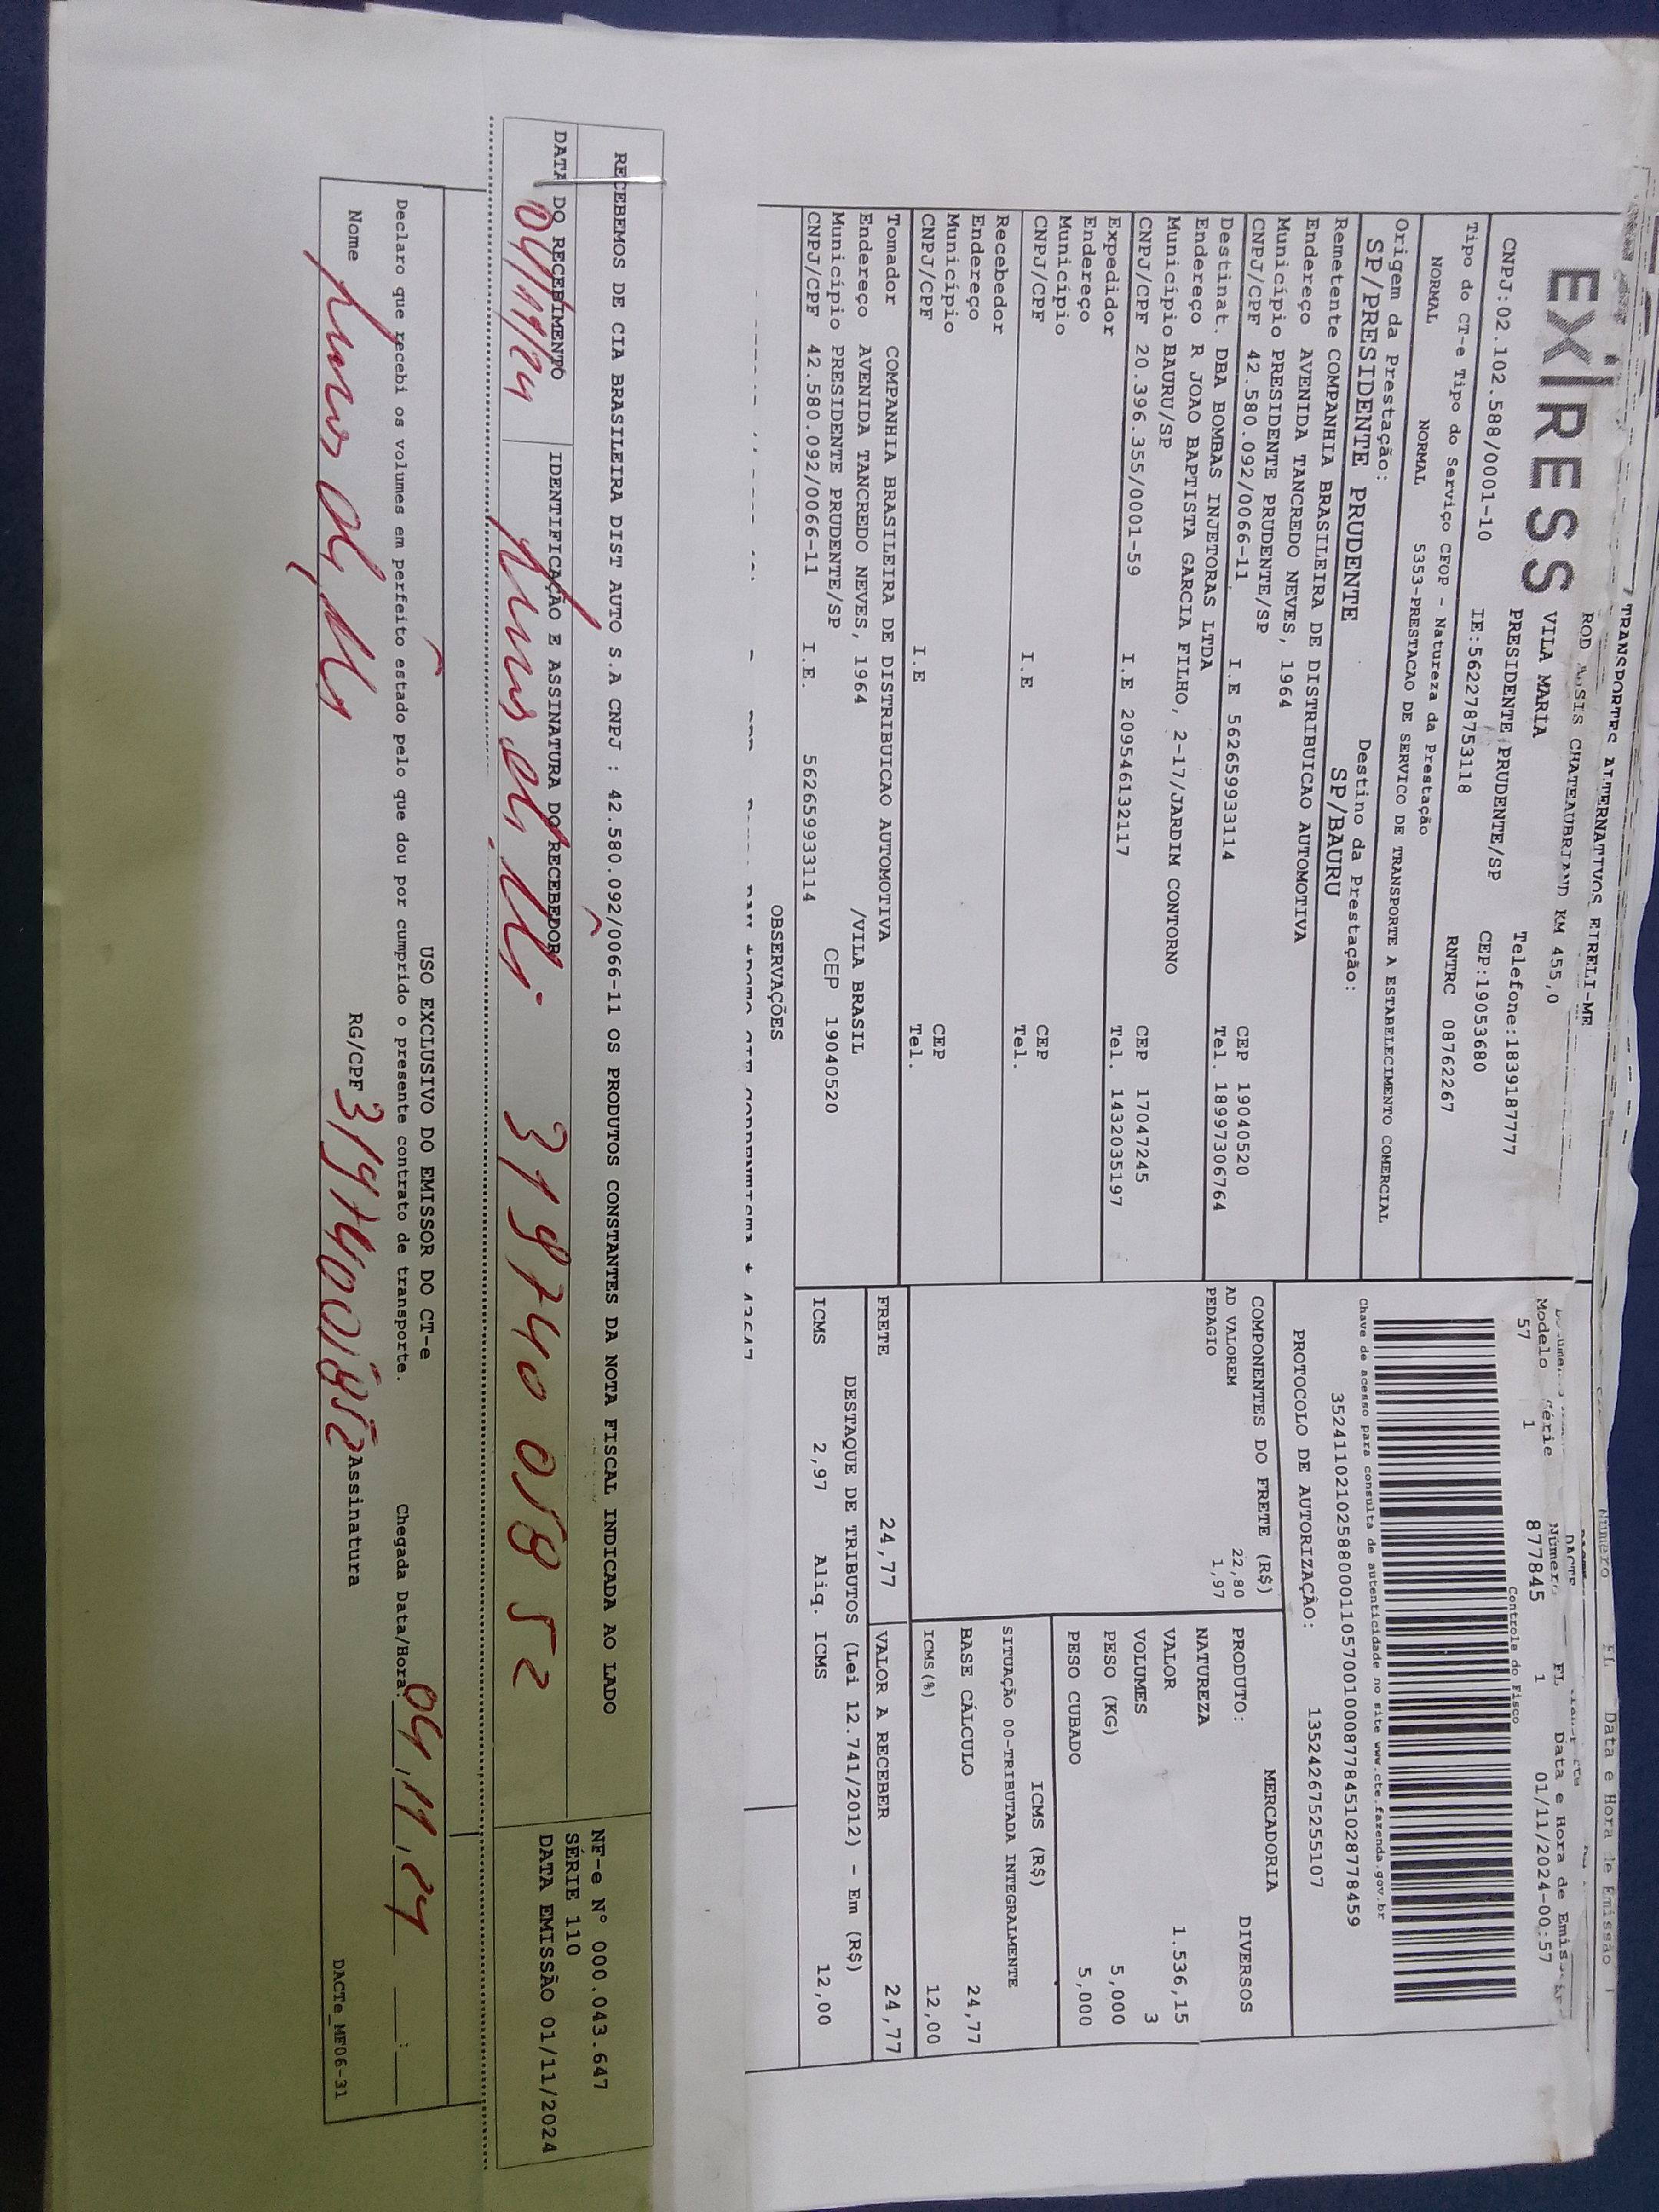 TRANSPORTES ALTERNATIVOS EIRELI-ME
EXPRESS
ROD ASSIS CHATEAUBRIAND KM 455,0
VILA MARIA
PRESIDENTE PRUDENTE/SP Telefone:1839187777
CNPJ:02.102.588/0001-10 IE:562278753118 CEP:19053680
Tipo do CT-e Tipo do Serviço CFOP - Natureza da Prestação RNTRC 08762267
NORMAL NORMAL 5353-PRESTACAO DE SERVICO DE TRANSPORTE A ESTABELECIMENTO COMERCIAL
Número FL Data e Hora de Emissão
DACTE
Modelo Série Número FL Data e Hora de Emissão
57 1 877845 1 01/11/2024-00:57
Controle do Fisco
Chave de acesso para consulta de autenticidade no site www.cte.fazenda.gov.br
35241102102588000110570010008778451028778459
PROTOCOLO DE AUTORIZAÇÃO: 135242675255107
Origem da Prestação: Destino da Prestação:
SP/PRESIDENTE PRUDENTE SP/BAURU
Remetente COMPANHIA BRASILEIRA DE DISTRIBUICAO AUTOMOTIVA
Endereço AVENIDA TANCREDO NEVES, 1964
Município PRESIDENTE PRUDENTE/SP CEP 19040520
CNPJ/CPF 42.580.092/0066-11 I.E 562659933114 Tel. 18997306764
Destinat. DBA BOMBAS INJETORAS LTDA
Endereço R JOAO BAPTISTA GARCIA FILHO, 2-17/JARDIM CONTORNO
Município BAURU/SP CEP 17047245
CNPJ/CPF 20.396.355/0001-59 I.E 209546132117 Tel. 1432035197
Expedidor
Endereço
Município CEP
CNPJ/CPF I.E Tel.
Recebedor
Endereço
Município CEP
CNPJ/CPF I.E Tel.
Tomador COMPANHIA BRASILEIRA DE DISTRIBUICAO AUTOMOTIVA
Endereço AVENIDA TANCREDO NEVES, 1964 /VILA BRASIL
Município PRESIDENTE PRUDENTE/SP CEP 19040520
CNPJ/CPF 42.580.092/0066-11 I.E. 562659933114
COMPONENTES DO FRETE (R$)
AD VALOREM 22,80
PEDAGIO 1,97
MERCADORIA
PRODUTO: DIVERSOS
NATUREZA
VALOR 1.536,15
VOLUMES 3
PESO (KG) 5,000
PESO CUBADO 5,000
ICMS (R$)
SITUAÇÃO 00-TRIBUTADA INTEGRALMENTE
BASE CÁLCULO 24,77
ICMS(%) 12,00
FRETE 24,77 VALOR A RECEBER 24,77
DESTAQUE DE TRIBUTOS (Lei 12.741/2012) - Em (R$)
ICMS 2,97 Aliq. ICMS 12,00
OBSERVAÇÕES
RECEBEMOS DE CIA BRASILEIRA DIST AUTO S.A CNPJ : 42.580.092/0066-11 OS PRODUTOS CONSTANTES DA NOTA FISCAL INDICADA AO LADO
NF-e N° 000.043.647
SÉRIE 110
DATA EMISSÃO 01/11/2024
DATA DO RECEBIMENTO IDENTIFICAÇÃO E ASSINATURA DO RECEBEDOR
04/11/24 319740058 52
USO EXCLUSIVO DO EMISSOR DO CT-e
Declaro que recebi os volumes em perfeito estado pelo que dou por cumprido o presente contrato de transporte. Chegada Data/Hora: 04/11/24 __:__
Nome RG/CPF Assinatura
DACTe_MF06-31